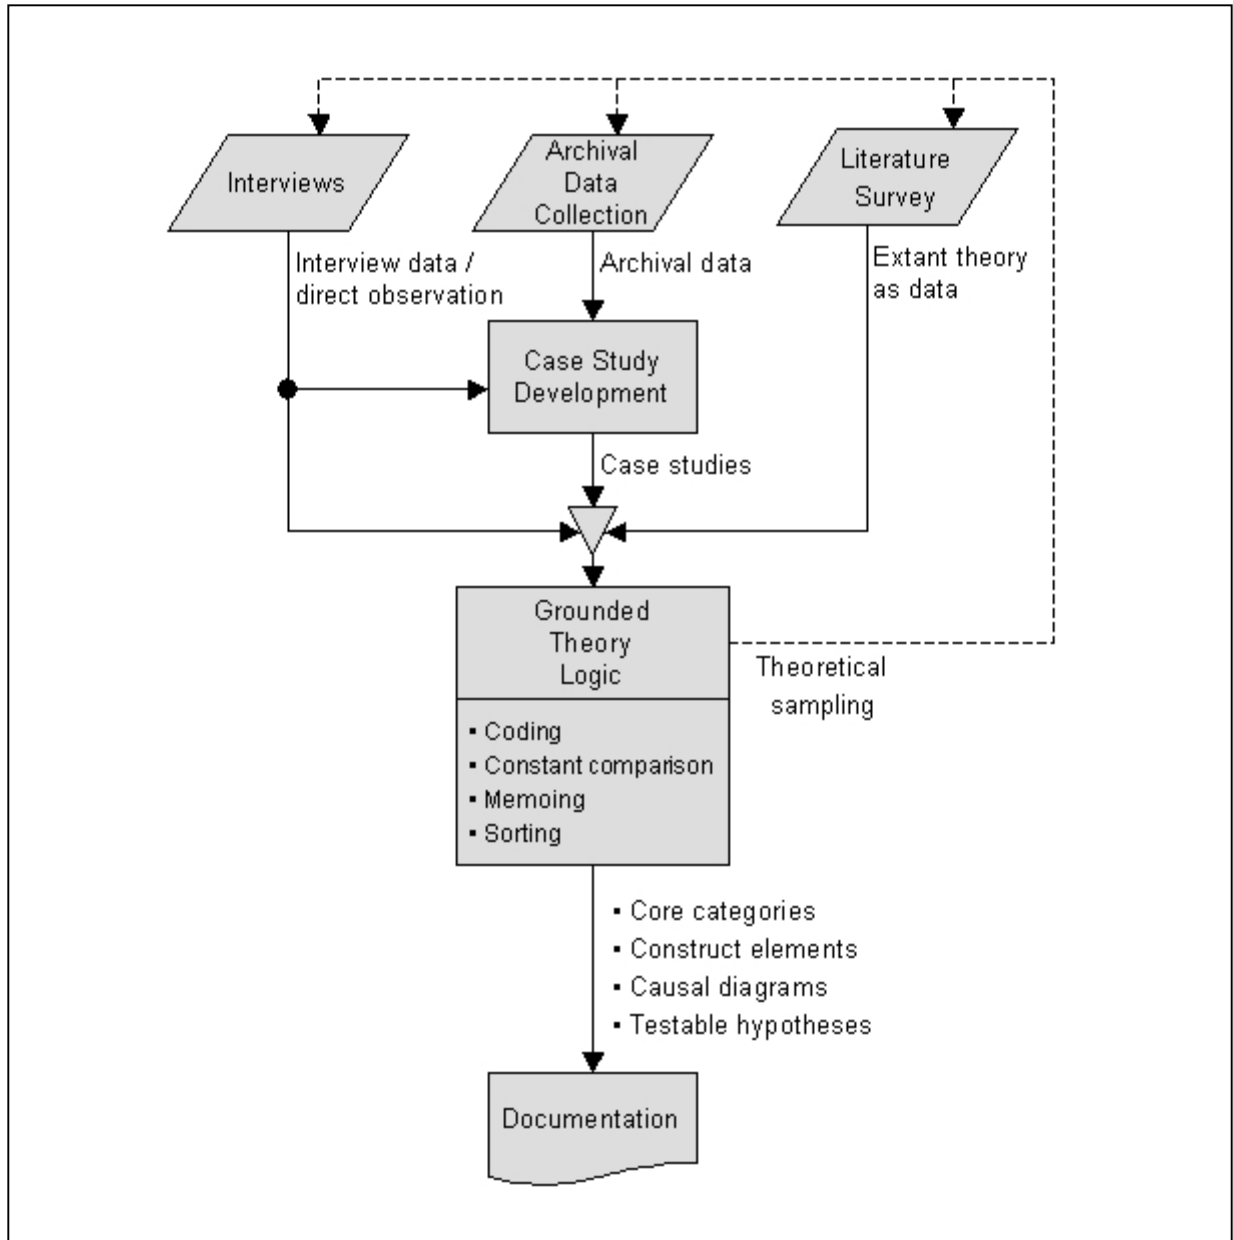 Interviews
Archival
Data
Collection
Literature
Survey
Interview data /
direct observation
Archival data
Extant theory
as data
Case Study
Development
Case studies
Grounded
Theory
Logic
Theoretical
sampling
▪ Coding
▪ Constant comparison
▪ Memoing
▪ Sorting
▪ Core categories
▪ Construct elements
▪ Causal diagrams
▪ Testable hypotheses
Documentation